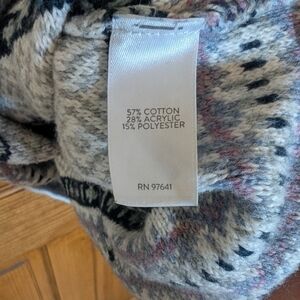 57% COTTON
28% ACRYLIC
15% POLYESTER
RN 97641